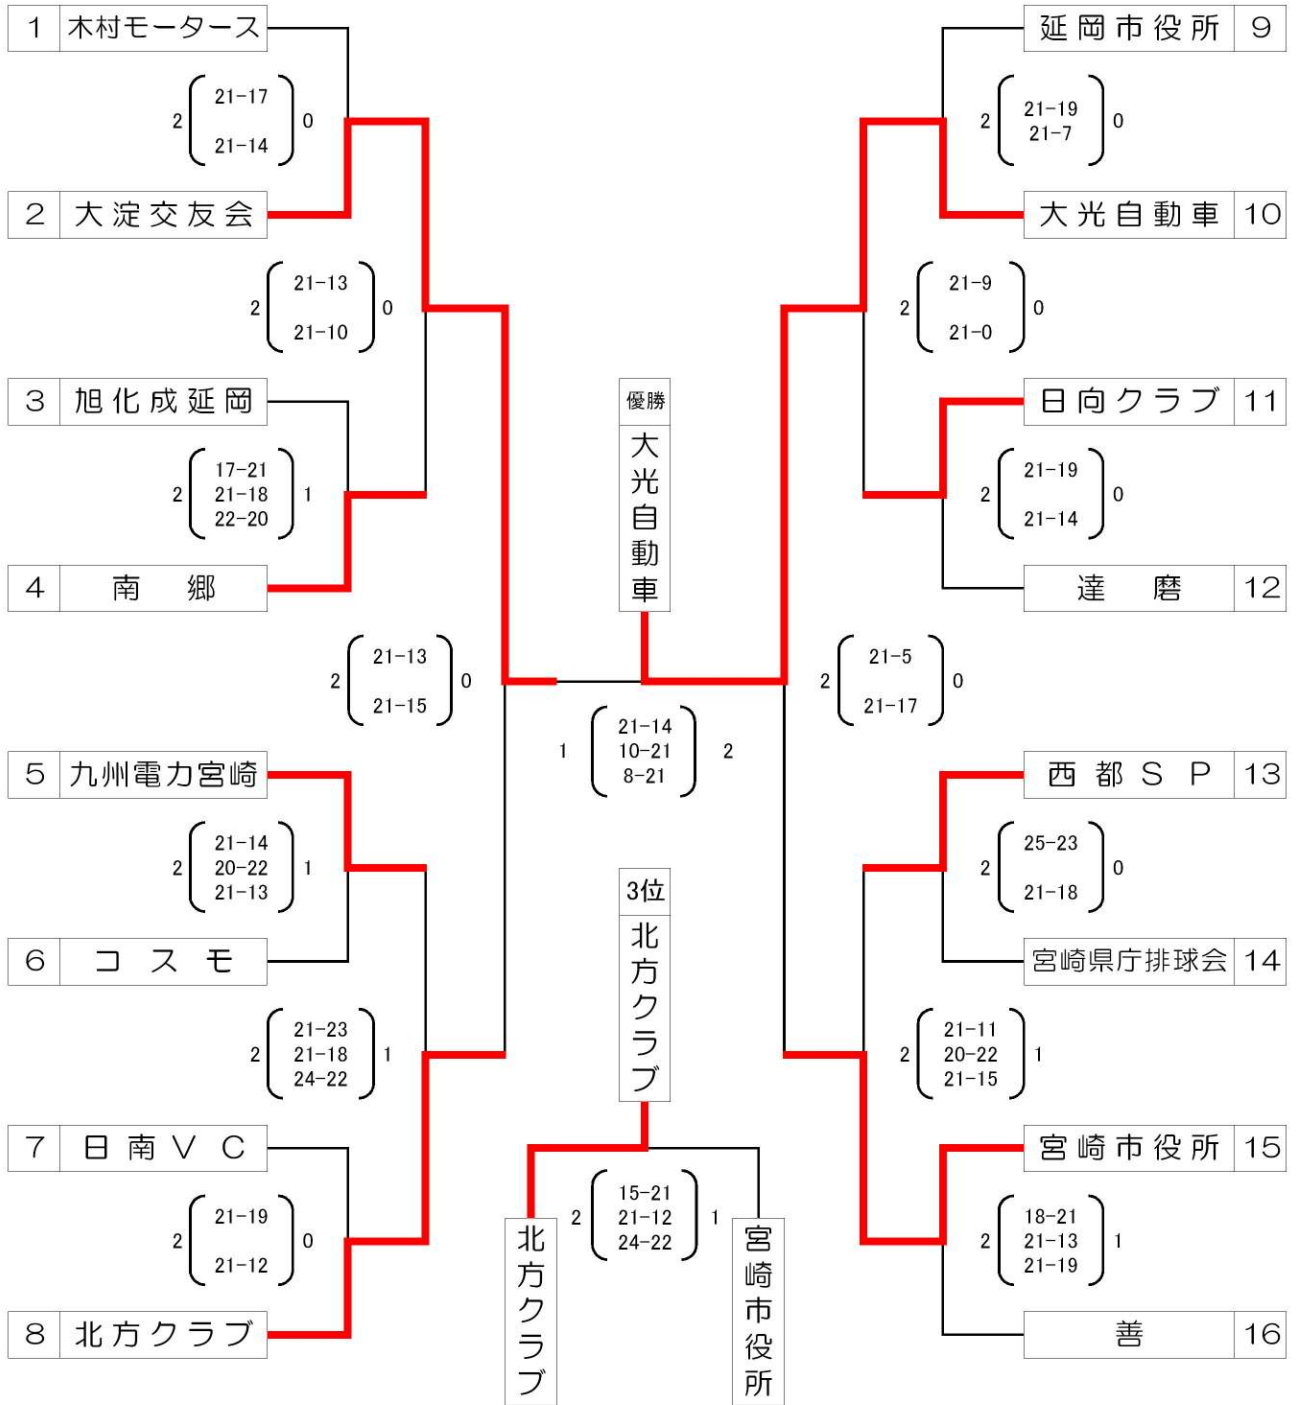 1 木村モータース
2 21-17 0
21-14
2 大淀交友会
2 21-13 0
21-10
3 旭化成延岡
17-21
2 21-18 1
22-20
4 南郷
2 21-13 0
21-15
5 九州電力宮崎
21-14
2 20-22 1
21-13
6 コスモ
21-23
2 21-18 1
24-22
7 日南VC
2 21-19 0
21-12
8 北方クラブ
優勝
大光自動車
21-14
1 10-21 2
8-21
3位
北方クラブ
15-21
2 21-12 1
24-22
北方クラブ
宮崎市役所
延岡市役所 9
2 21-19 0
21-7
大光自動車 10
2 21-9 0
21-0
日向クラブ 11
2 21-19 0
21-14
達磨 12
2 21-5 0
21-17
西都SP 13
2 25-23 0
21-18
宮崎県庁排球会 14
21-11
2 20-22 1
21-15
宮崎市役所 15
18-21
2 21-13 1
21-19
善 16